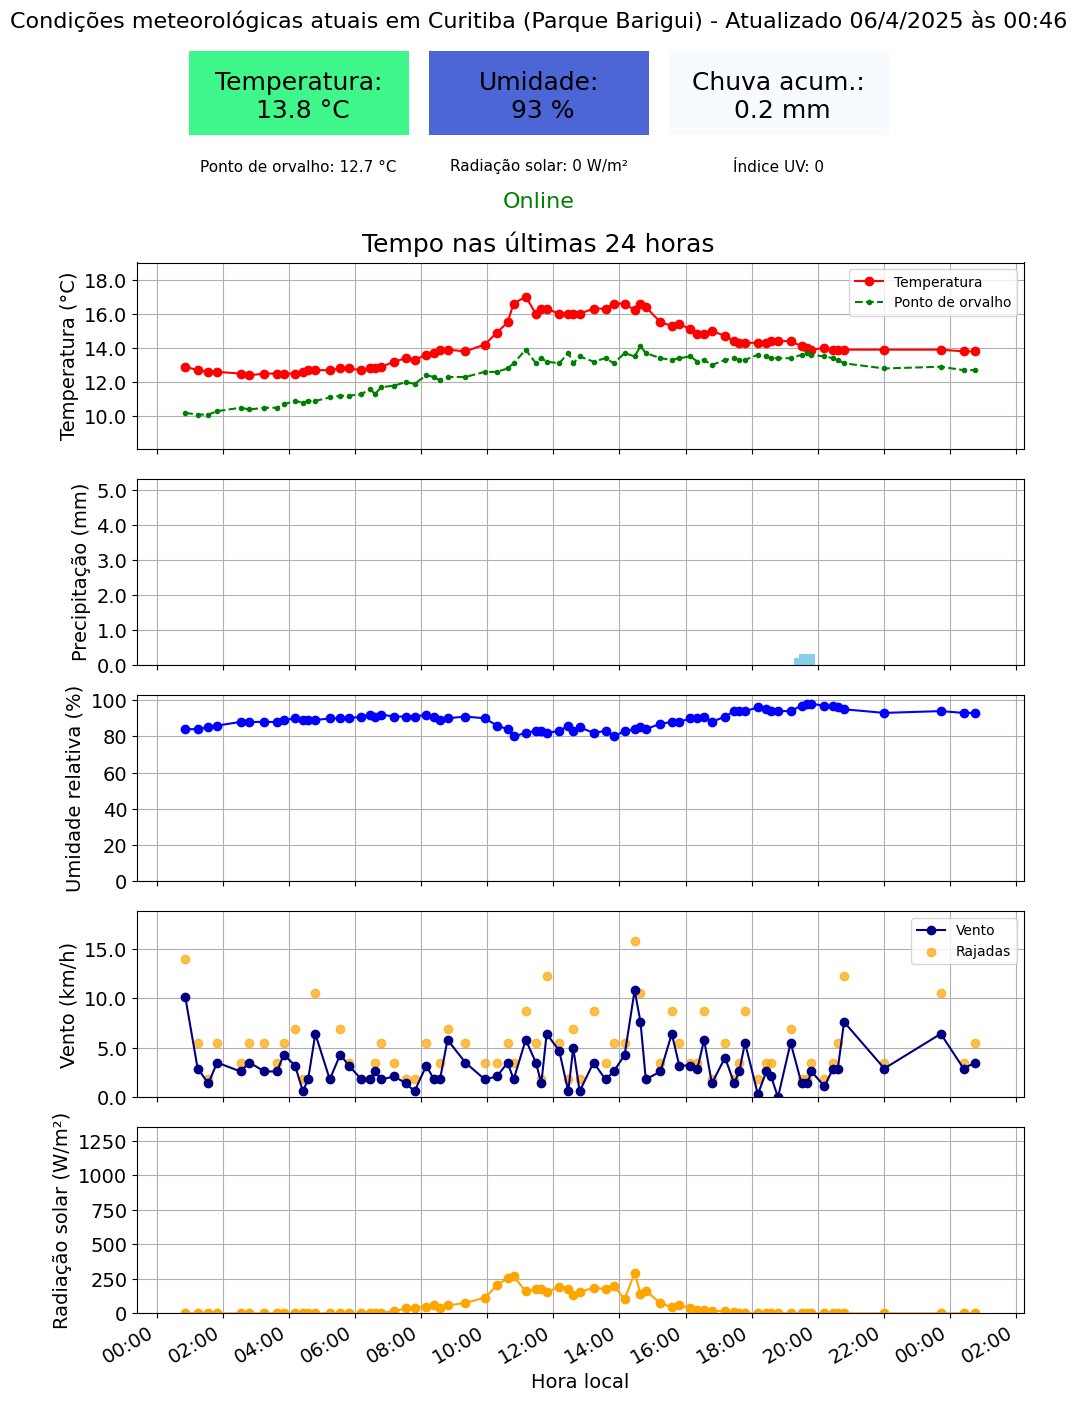 Condições meteorológicas atuais em Curitiba (Parque Barigui) - Atualizado 06/4/2025 às 00:46
Temperatura:
13.8 °C
Umidade:
93 %
Chuva acum.:
0.2 mm
Ponto de orvalho: 12.7 °C
Radiação solar: 0 W/m²
Índice UV: 0
Online
Tempo nas últimas 24 horas
Temperatura (°C)
18.0
16.0
14.0
12.0
10.0
Temperatura
Ponto de orvalho
Precipitação (mm)
5.0
4.0
3.0
2.0
1.0
0.0
Umidade relativa (%)
100
80
60
40
20
0
Vento (km/h)
15.0
10.0
5.0
0.0
Vento
Rajadas
Radiação solar (W/m²)
1250
1000
750
500
250
0
00:00
02:00
04:00
06:00
08:00
10:00
12:00
14:00
16:00
18:00
20:00
22:00
00:00
02:00
Hora local